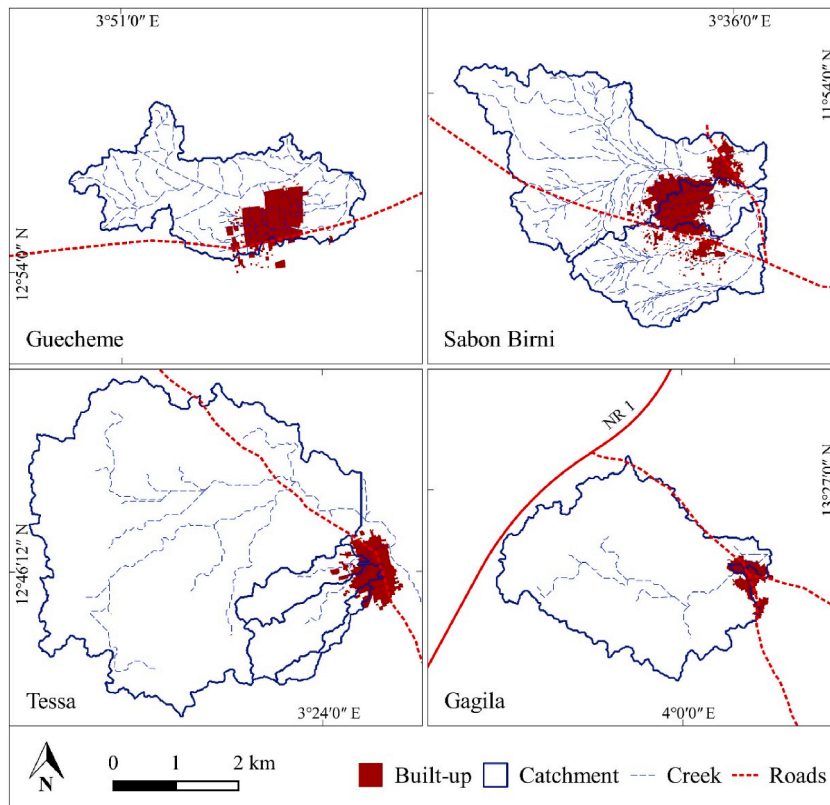 3°51′0″ E
3°36′0″ E
12°54′0″ N
11°54′0″ N
Guecheme
Sabon Birni
NR 1
12°46′12″ N
13°27′0″ N
Tessa
3°24′0″ E
Gagila
4°0′0″ E
N
0 1 2 km
Built-up Catchment Creek Roads